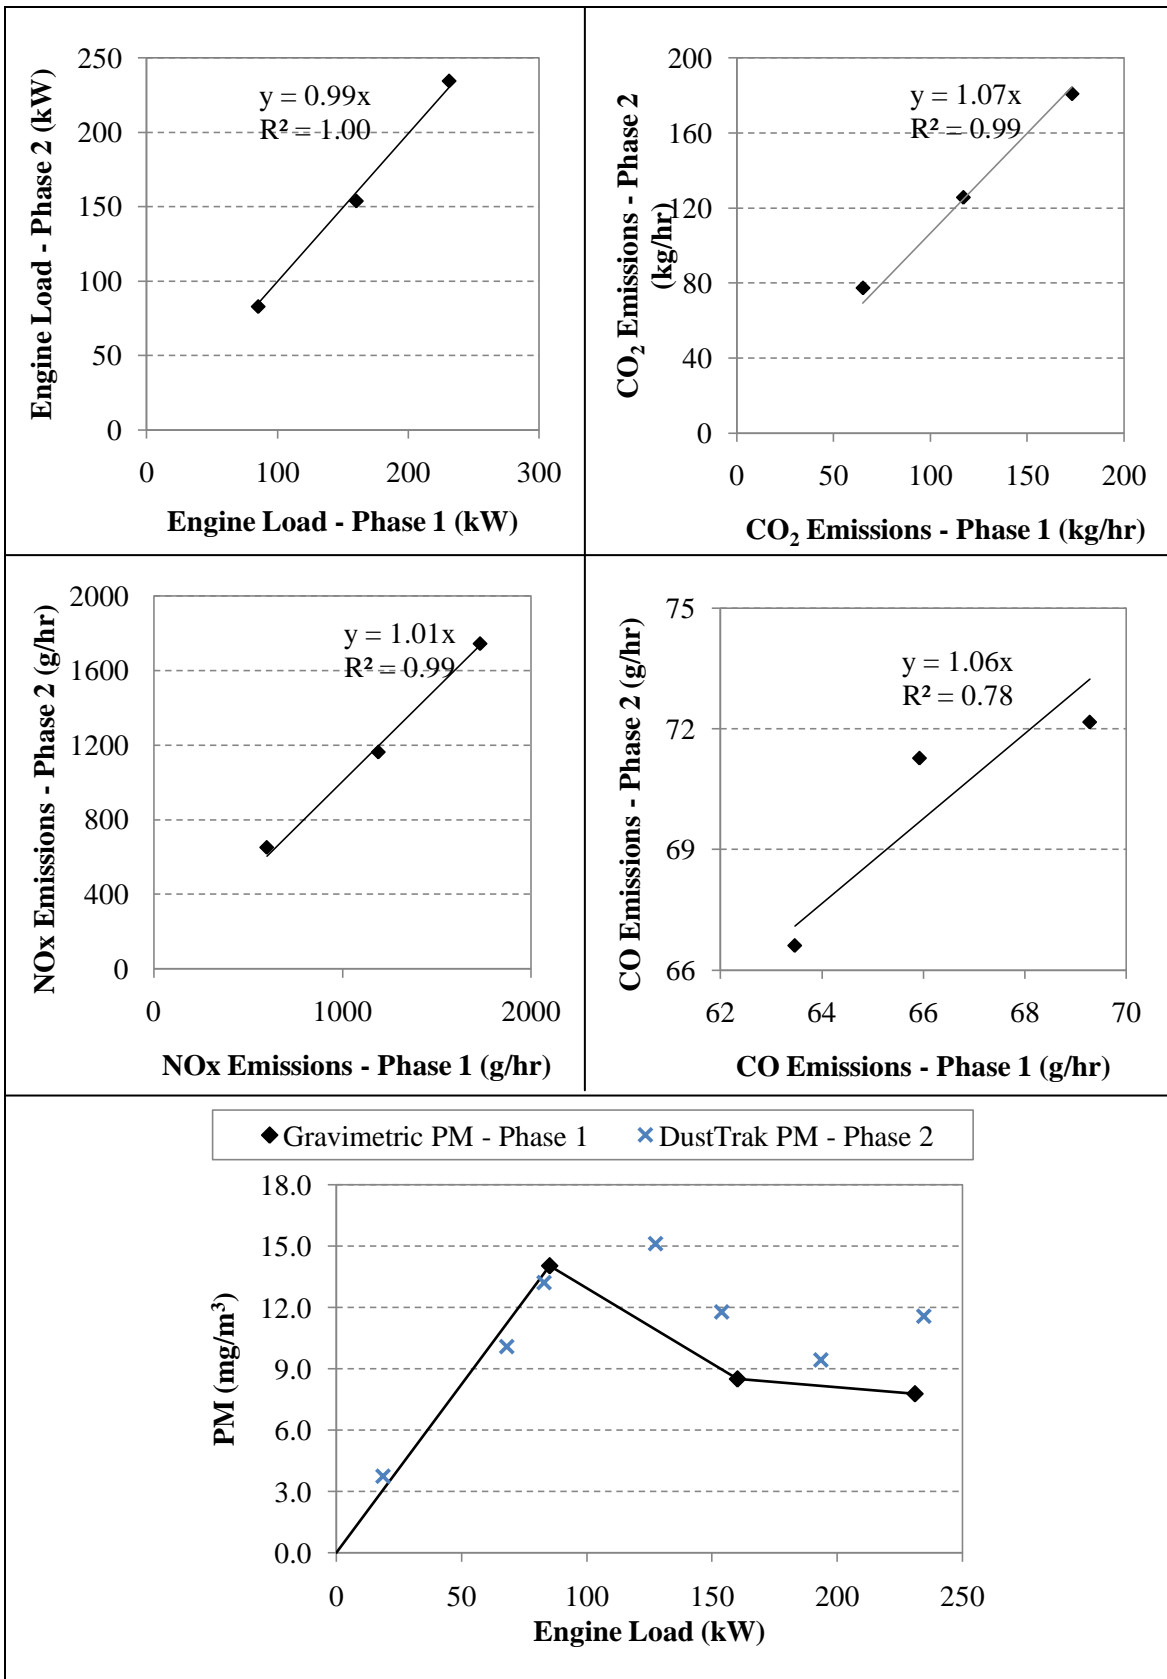 250
200
150
100
50
0
0 100 200 300
Engine Load - Phase 2 (kW)
y = 0.99x
R² = 1.00
Engine Load - Phase 1 (kW)
200
160
120
80
40
0
0 50 100 150 200
CO₂ Emissions - Phase 2
(kg/hr)
y = 1.07x
R² = 0.99
CO₂ Emissions - Phase 1 (kg/hr)
2000
1600
1200
800
400
0
0 1000 2000
NOx Emissions - Phase 2 (g/hr)
y = 1.01x
R² = 0.99
NOx Emissions - Phase 1 (g/hr)
75
72
69
66
62 64 66 68 70
CO Emissions - Phase 2 (g/hr)
y = 1.06x
R² = 0.78
CO Emissions - Phase 1 (g/hr)
Gravimetric PM - Phase 1 DustTrak PM - Phase 2
18.0
15.0
12.0
9.0
6.0
3.0
0.0
0 50 100 150 200 250
PM (mg/m³)
Engine Load (kW)